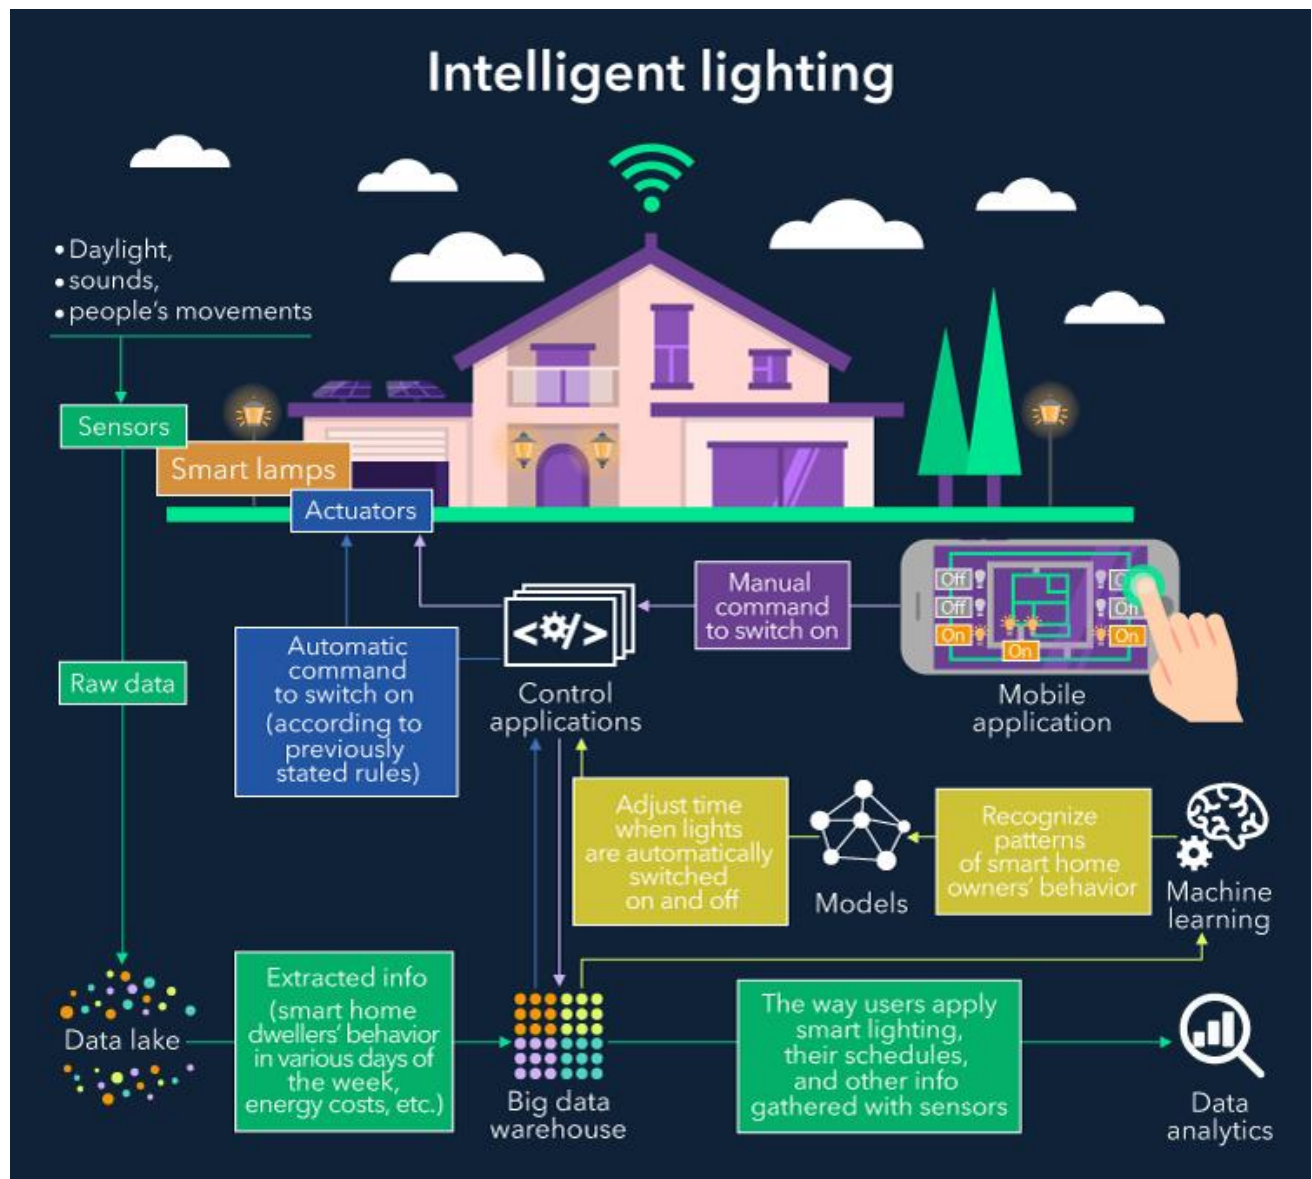 Intelligent lighting
• Daylight,
• sounds,
• people's movements
Sensors
Smart lamps
Actuators
Manual
command
to switch on
Off
Off
On
On
On
On
Mobile
application
Automatic
command
to switch on
(according to
previously
stated rules)
</>
Control
applications
Raw data
Adjust time
when lights
are automatically
switched
on and off
Models
Recognize
patterns
of smart home
owners' behavior
Machine
learning
Data lake
Extracted info
(smart home
dwellers' behavior
in various days of
the week,
energy costs, etc.)
Big data
warehouse
The way users apply
smart lighting,
their schedules,
and other info
gathered with sensors
Data
analytics